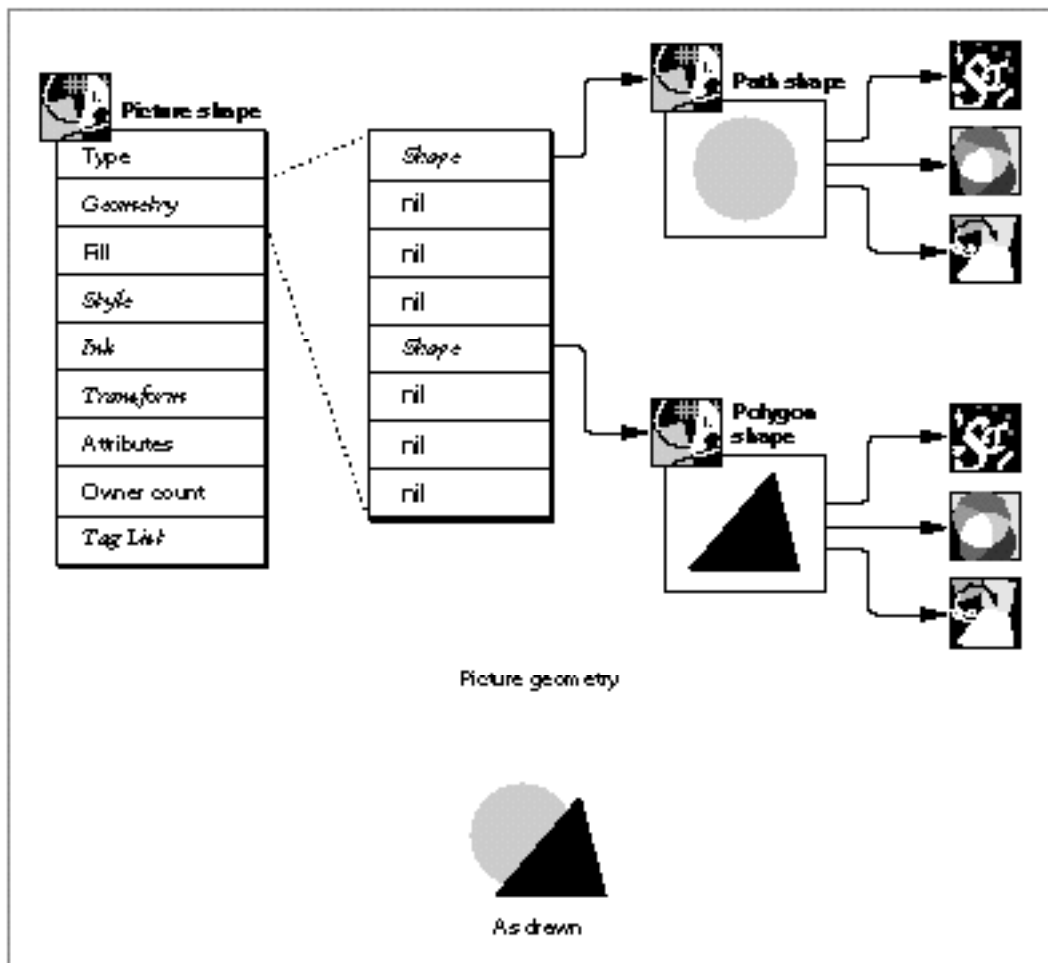 Picture shape
Type
Geometry
Fill
Style
Ink
Transform
Attributes
Owner count
Tag List
Shape
nil
nil
nil
Shape
nil
nil
nil
Path shape
Polygon
shape
Picture geometry
As drawn